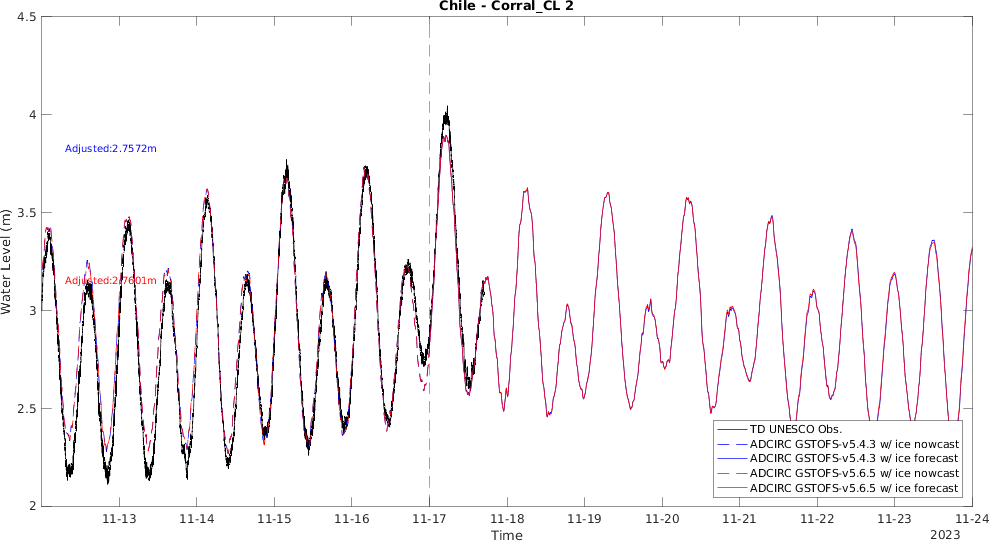 Chile - Corral_CL 2
4.5
4
3.5
3
2.5
2
Water Level (m)
Adjusted:2.7572m
Adjusted:2.7601m
TD UNESCO Obs.
ADCIRC GSTOFS-v5.4.3 w/ ice nowcast
ADCIRC GSTOFS-v5.4.3 w/ ice forecast
ADCIRC GSTOFS-v5.6.5 w/ ice nowcast
ADCIRC GSTOFS-v5.6.5 w/ ice forecast
11-13 11-14 11-15 11-16 11-17 11-18 11-19 11-20 11-21 11-22 11-23 11-24
Time
2023